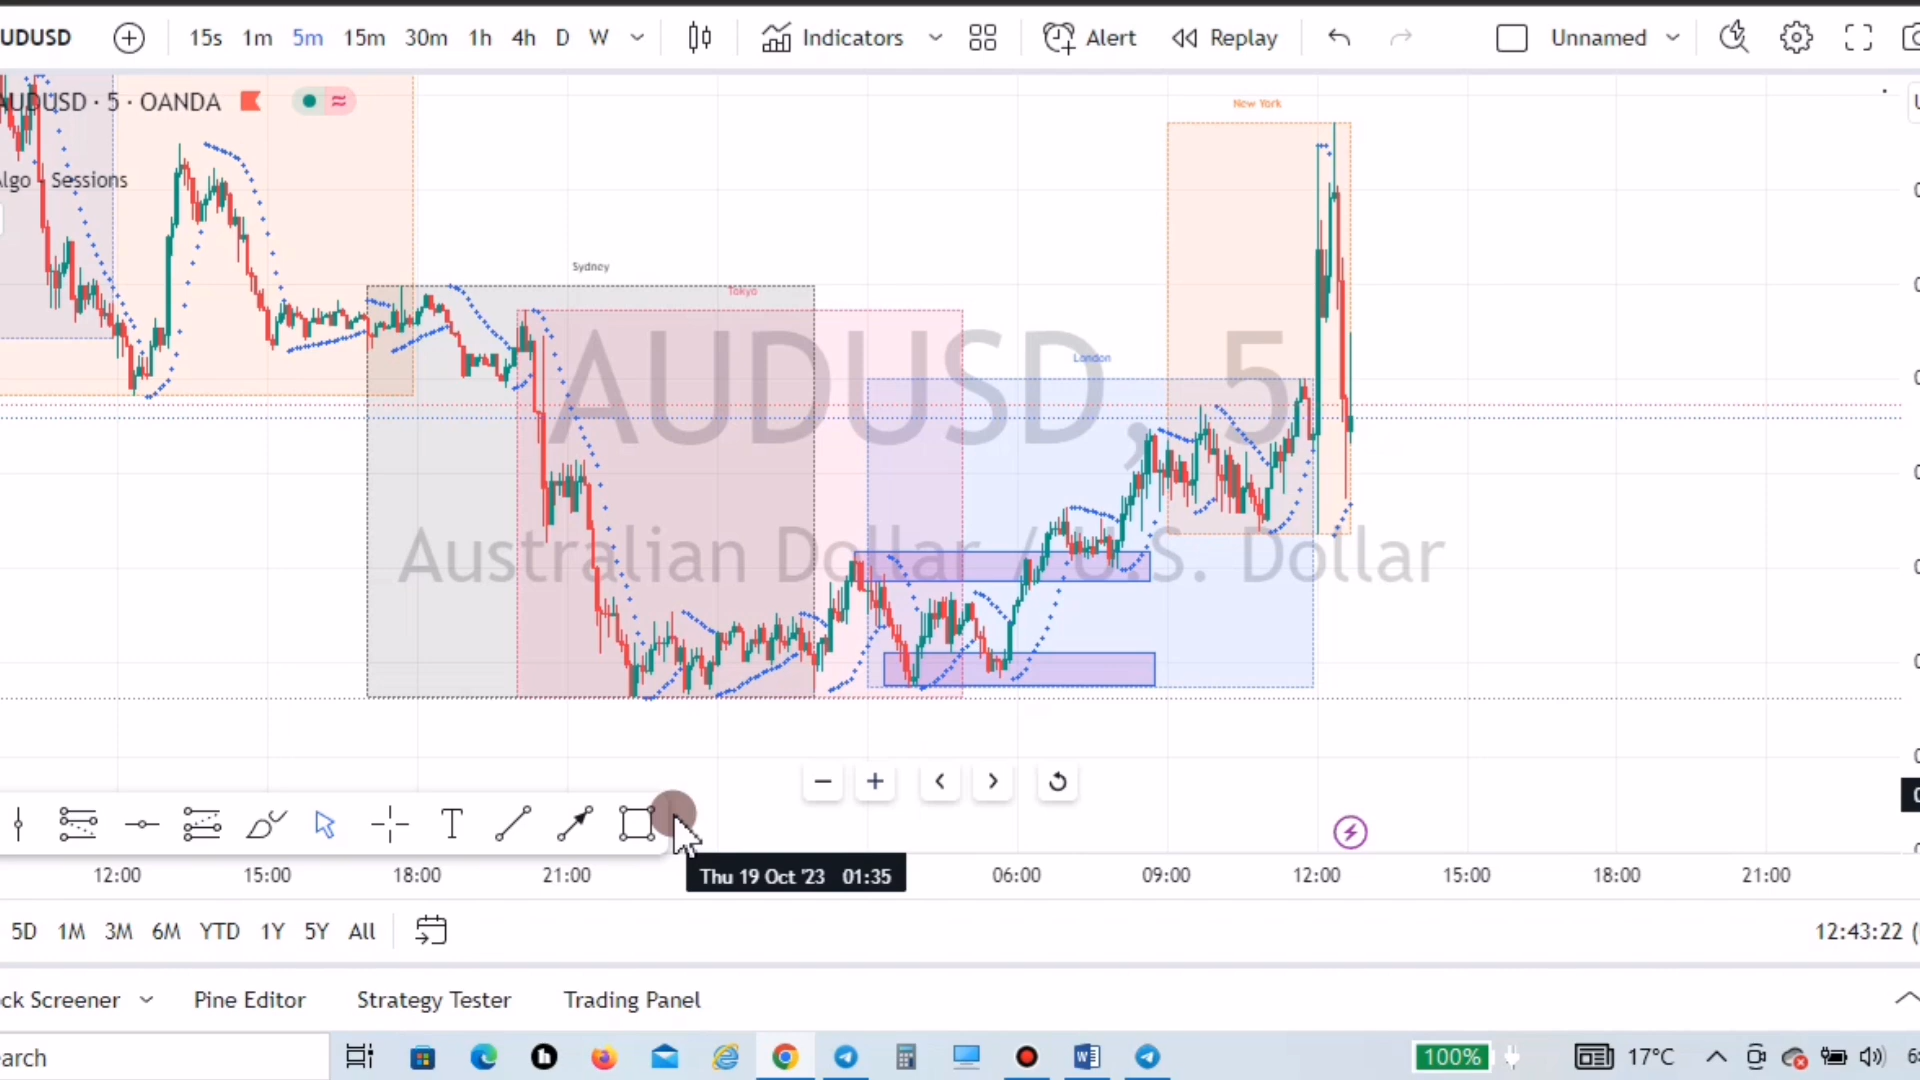 UDUSD 15s 1m 5m 15m 30m 1h 4h D W Indicators Alert Replay Unnamed
AUDUSD · 5 · OANDA
New York
Algo - Sessions
Sydney
Tokyo
London
AUDUSD, 5
Australian Dollar / U.S. Dollar
Thu 19 Oct '23 01:35
12:00 15:00 18:00 21:00 06:00 09:00 12:00 15:00 18:00 21:00
5D 1M 3M 6M YTD 1Y 5Y All 12:43:22 (
ck Screener Pine Editor Strategy Tester Trading Panel
earch 100% 17°C